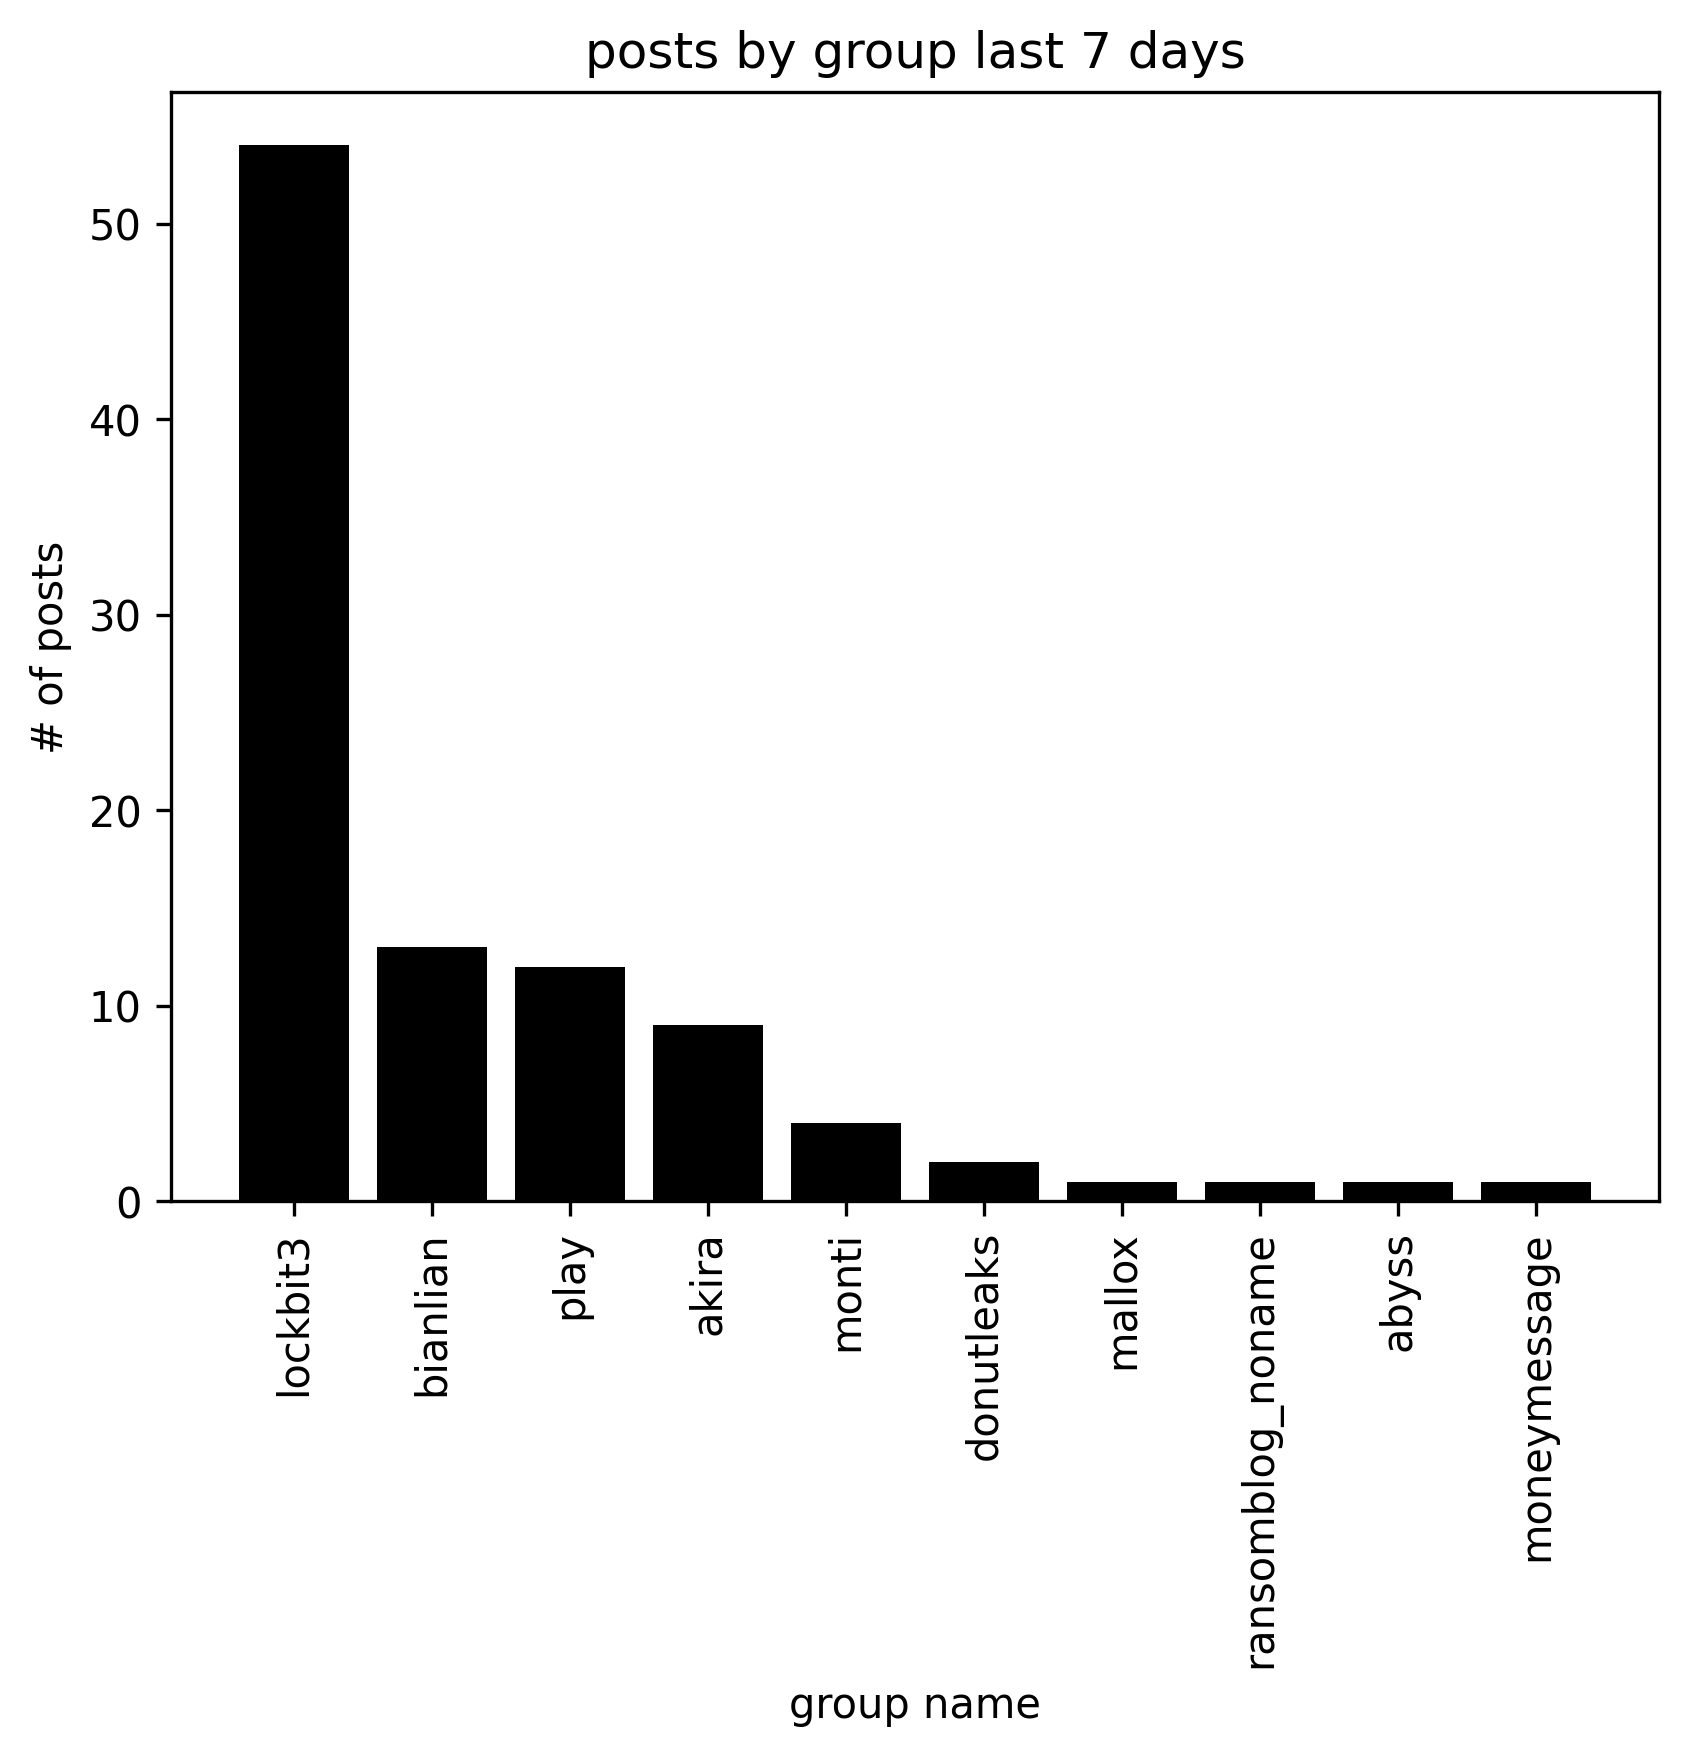 posts by group last 7 days
# of posts
50
40
30
20
10
0
lockbit3
bianlian
play
akira
monti
donutleaks
mallox
ransomblog_noname
abyss
moneymessage
group name